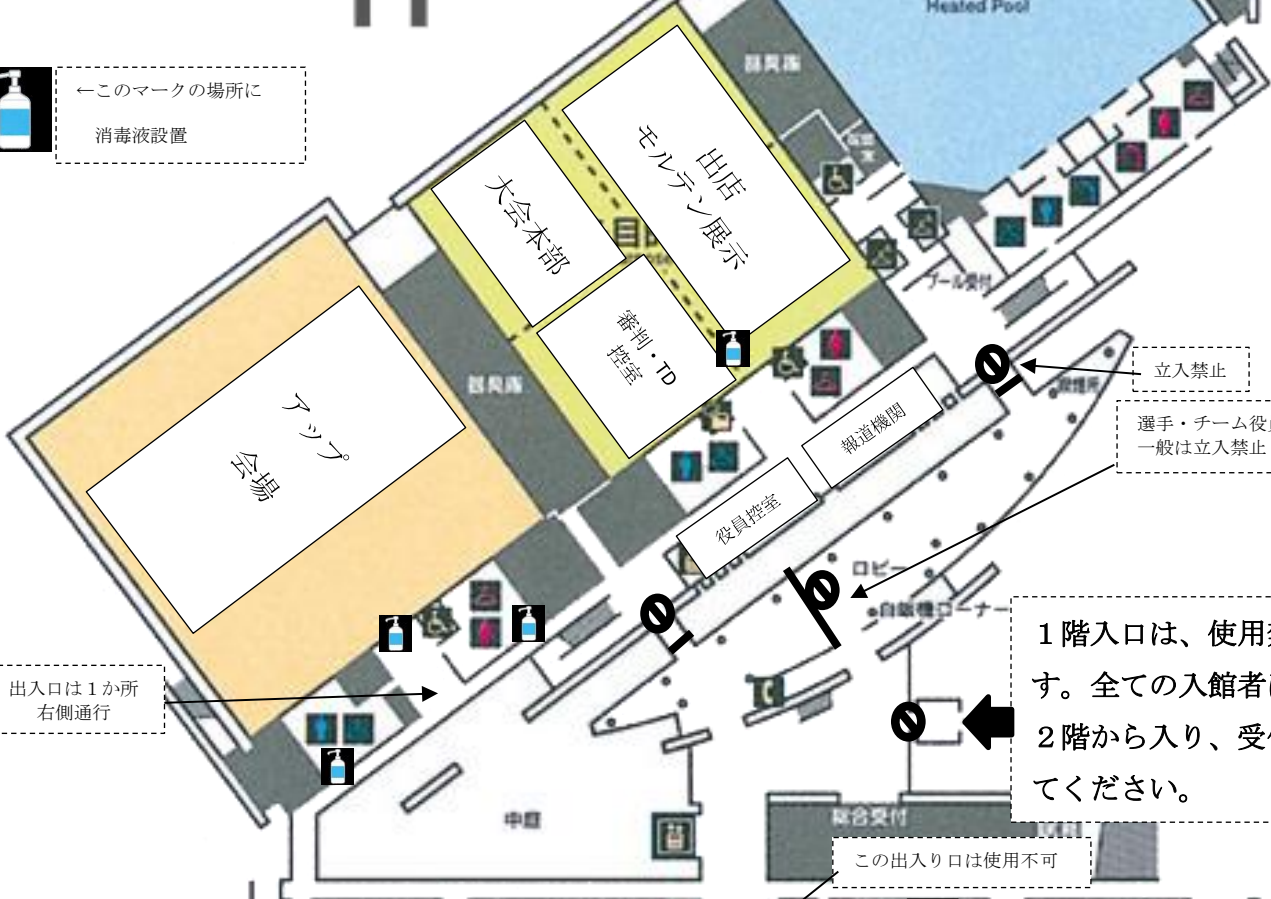 Heated Pool
←このマークの場所に
消毒液設置
器具庫
出店
モルテン展示
大会本部
審判・TD
控室
プール受付
器具庫
アップ
会場
立入禁止
喫煙所
選手・チーム役員
一般は立入禁止
報道機関
役員控室
ロビー
自販機コーナー
１階入口は、使用
す。全ての入館者
２階から入り、受
てください。
出入口は１か所
右側通行
中庭
総合受付
この出入り口は使用不可